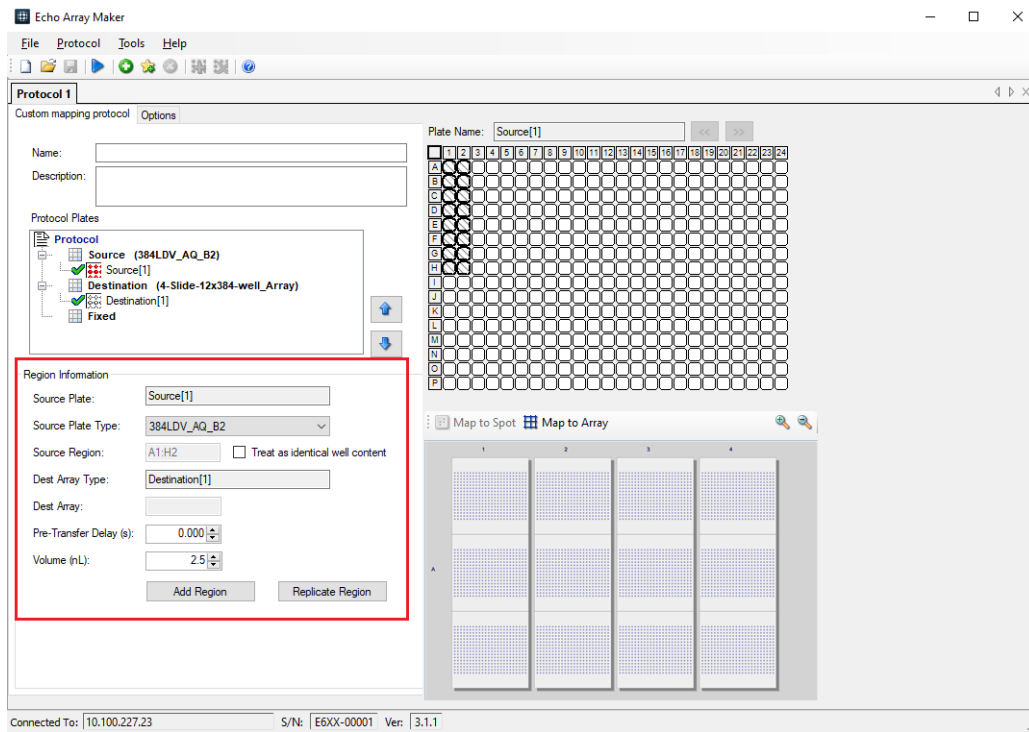 Echo Array Maker
File Protocol Tools Help
Protocol 1
Custom mapping protocol Options
Name:
Description:
Protocol Plates
Protocol
Source (384LDV_AQ_B2)
Source[1]
Destination (4-Slide-12x384-well_Array)
Destination[1]
Fixed
Region Information
Source Plate: Source[1]
Source Plate Type: 384LDV_AQ_B2
Source Region: A1:H2 Treat as identical well content
Dest Array Type: Destination[1]
Dest Array:
Pre-Transfer Delay (s): 0.000
Volume (nL): 2.5
Add Region Replicate Region
Plate Name: Source[1] << >>
1 2 3 4 5 6 7 8 9 10 11 12 13 14 15 16 17 18 19 20 21 22 23 24
A
B
C
D
E
F
G
H
I
J
K
L
M
N
O
P
Map to Spot Map to Array
1 2 3 4
A
Connected To: 10.100.227.23 S/N: E6XX-00001 Ver: 3.1.1